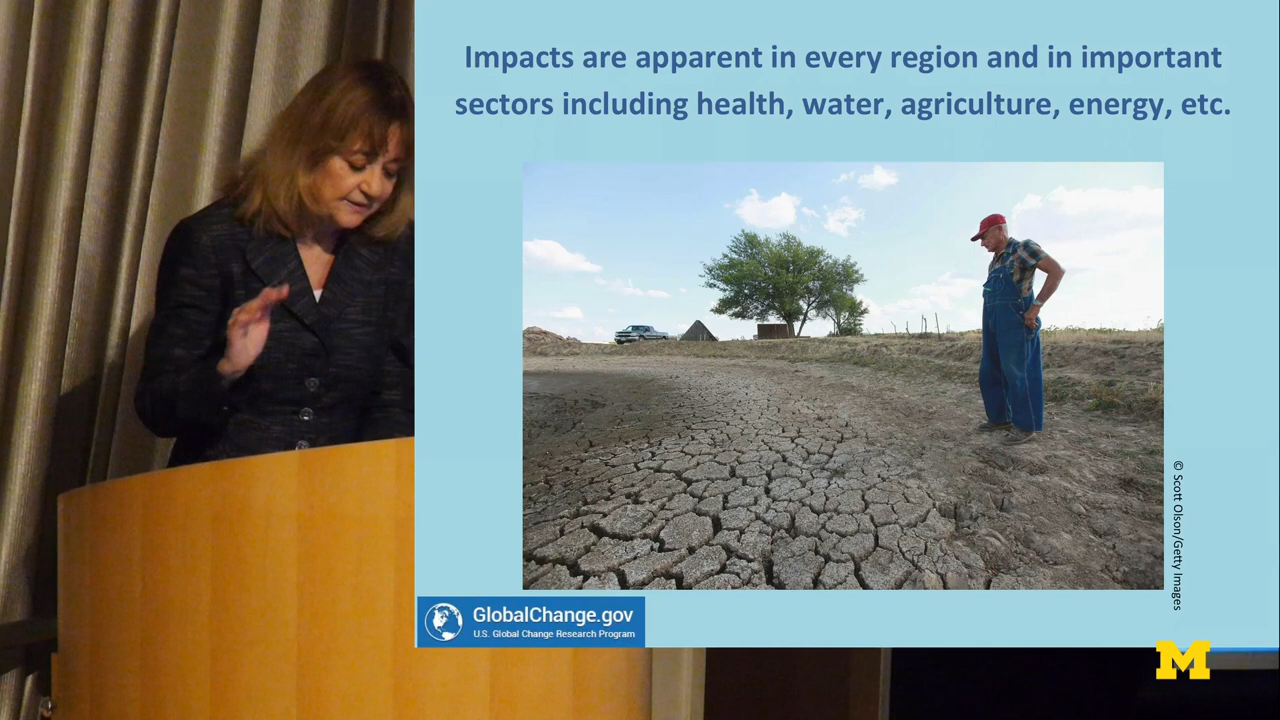 Impacts are apparent in every region and in important
sectors including health, water, agriculture, energy, etc.
© Scott Olson/Getty Images
GlobalChange.gov
U.S. Global Change Research Program
M